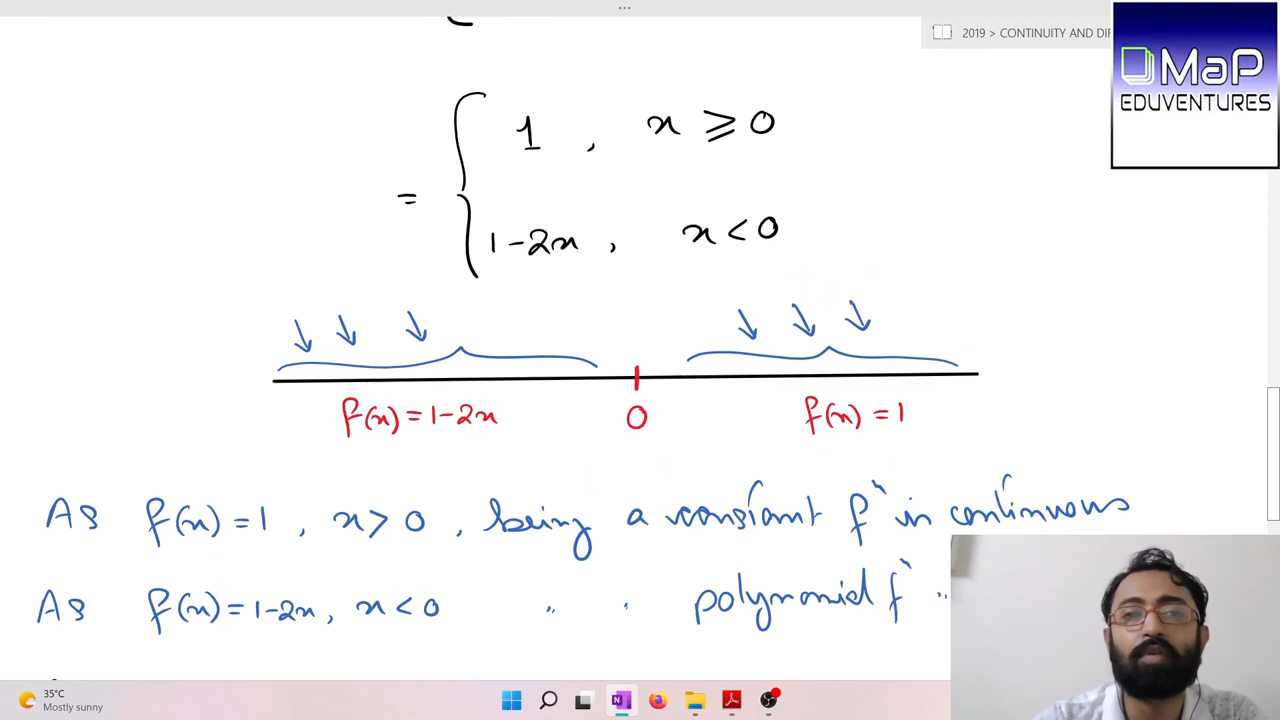 ...
2019 > CONTINUITY AND DI
MaP
EDUVENTURES
= { 1 , x ⩾ 0
1-2x , x < 0
f(x) = 1-2x 0 f(x) = 1
As f(x) = 1 , x > 0 , being a constant fⁿ is continuous
As f(x) = 1-2x , x < 0 " " polynomial fⁿ "
35°C
Mostly sunny